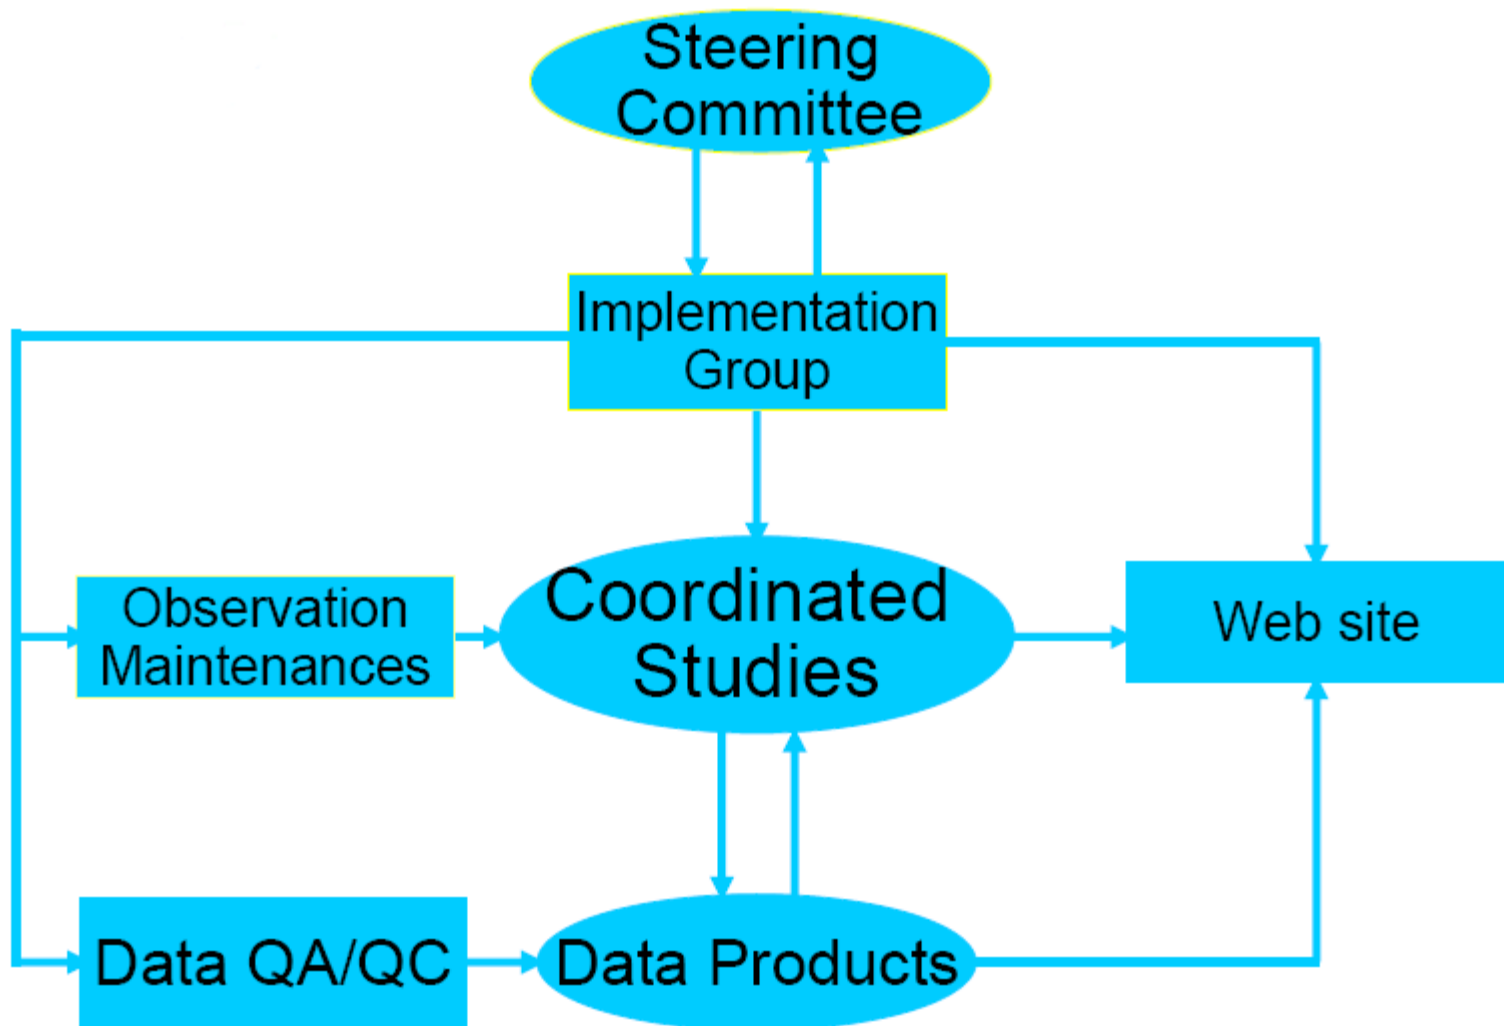 Steering
Committee
Implementation
Group
Observation
Maintenances
Coordinated
Studies
Web site
Data QA/QC
Data Products